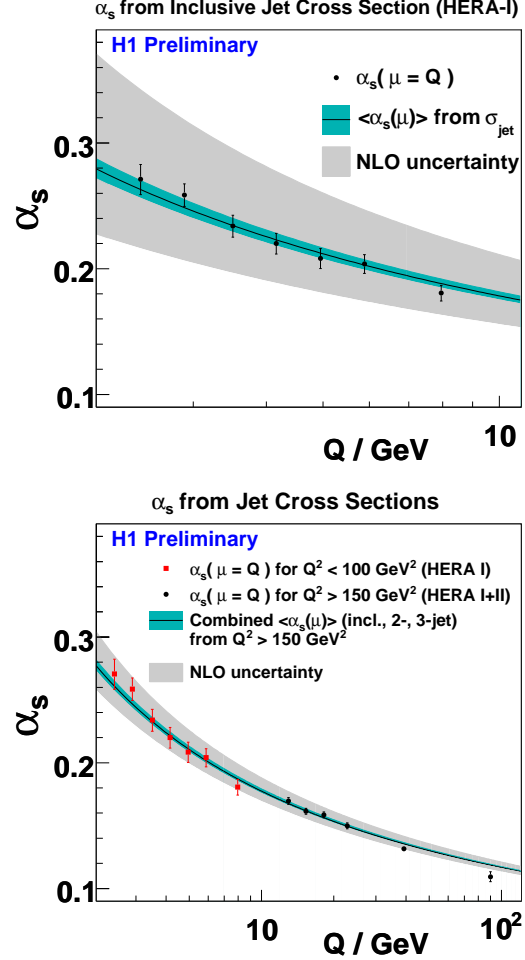 αs from Inclusive Jet Cross Section (HERA-I)
H1 Preliminary
αs( μ = Q )
<αs(μ)> from σjet
NLO uncertainty
αs
0.3
0.2
0.1
10
Q / GeV
αs from Jet Cross Sections
H1 Preliminary
αs( μ = Q ) for Q² < 100 GeV² (HERA I)
αs( μ = Q ) for Q² > 150 GeV² (HERA I+II)
Combined <αs(μ)> (incl., 2-, 3-jet)
from Q² > 150 GeV²
NLO uncertainty
αs
0.3
0.2
0.1
10
10²
Q / GeV